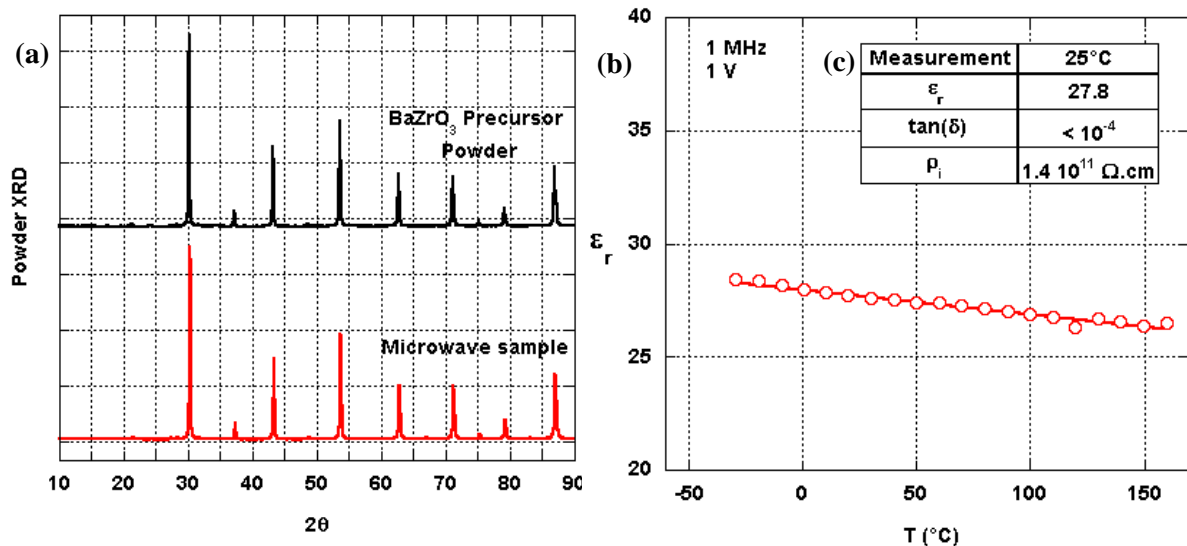 (a)
BaZrO₃ Precursor
Powder
Microwave sample
Powder XRD
10 20 30 40 50 60 70 80 90
2θ
(b)
1 MHz
1 V
(c)
Measurement 25°C
εr 27.8
tan(δ) < 10⁻⁴
ρi 1.4 10¹¹ Ω.cm
40
35
30
25
20
εr
-50 0 50 100 150
T (°C)